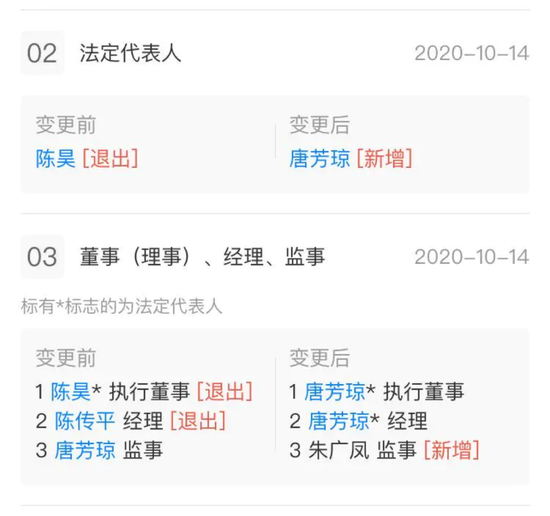 02 法定代表人 2020-10-14
变更前 变更后
陈昊 [退出] 唐芳琼 [新增]
03 董事（理事）、经理、监事 2020-10-14
标有*标志的为法定代表人
变更前 变更后
1 陈昊* 执行董事 [退出] 1 唐芳琼* 执行董事
2 陈传平 经理 [退出] 2 唐芳琼* 经理
3 唐芳琼 监事 3 朱广凤 监事 [新增]